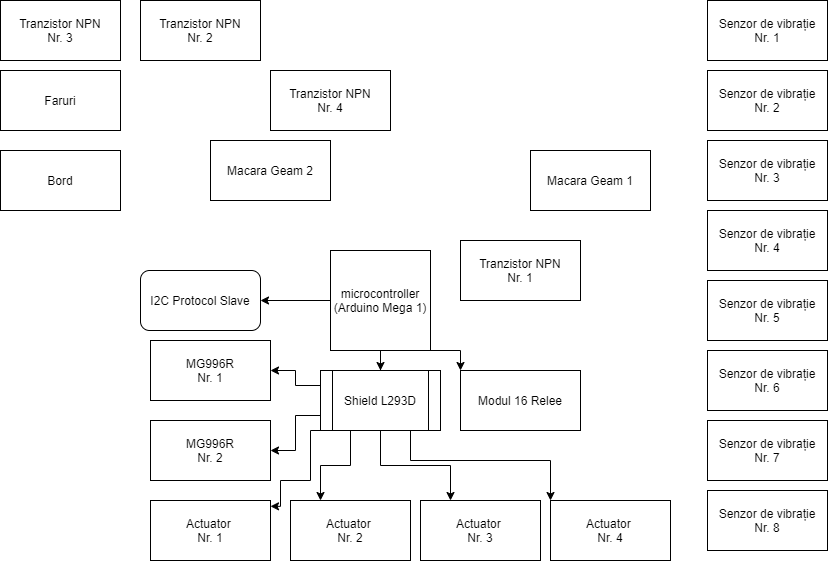 Tranzistor NPN
Nr. 3
Tranzistor NPN
Nr. 2
Senzor de vibrație
Nr. 1
Faruri
Tranzistor NPN
Nr. 4
Senzor de vibrație
Nr. 2
Bord
Macara Geam 2
Macara Geam 1
Senzor de vibrație
Nr. 3
Senzor de vibrație
Nr. 4
Tranzistor NPN
Nr. 1
I2C Protocol Slave
microcontroller
(Arduino Mega 1)
Senzor de vibrație
Nr. 5
MG996R
Nr. 1
Shield L293D
Modul 16 Relee
Senzor de vibrație
Nr. 6
MG996R
Nr. 2
Senzor de vibrație
Nr. 7
Actuator
Nr. 1
Actuator
Nr. 2
Actuator
Nr. 3
Actuator
Nr. 4
Senzor de vibrație
Nr. 8